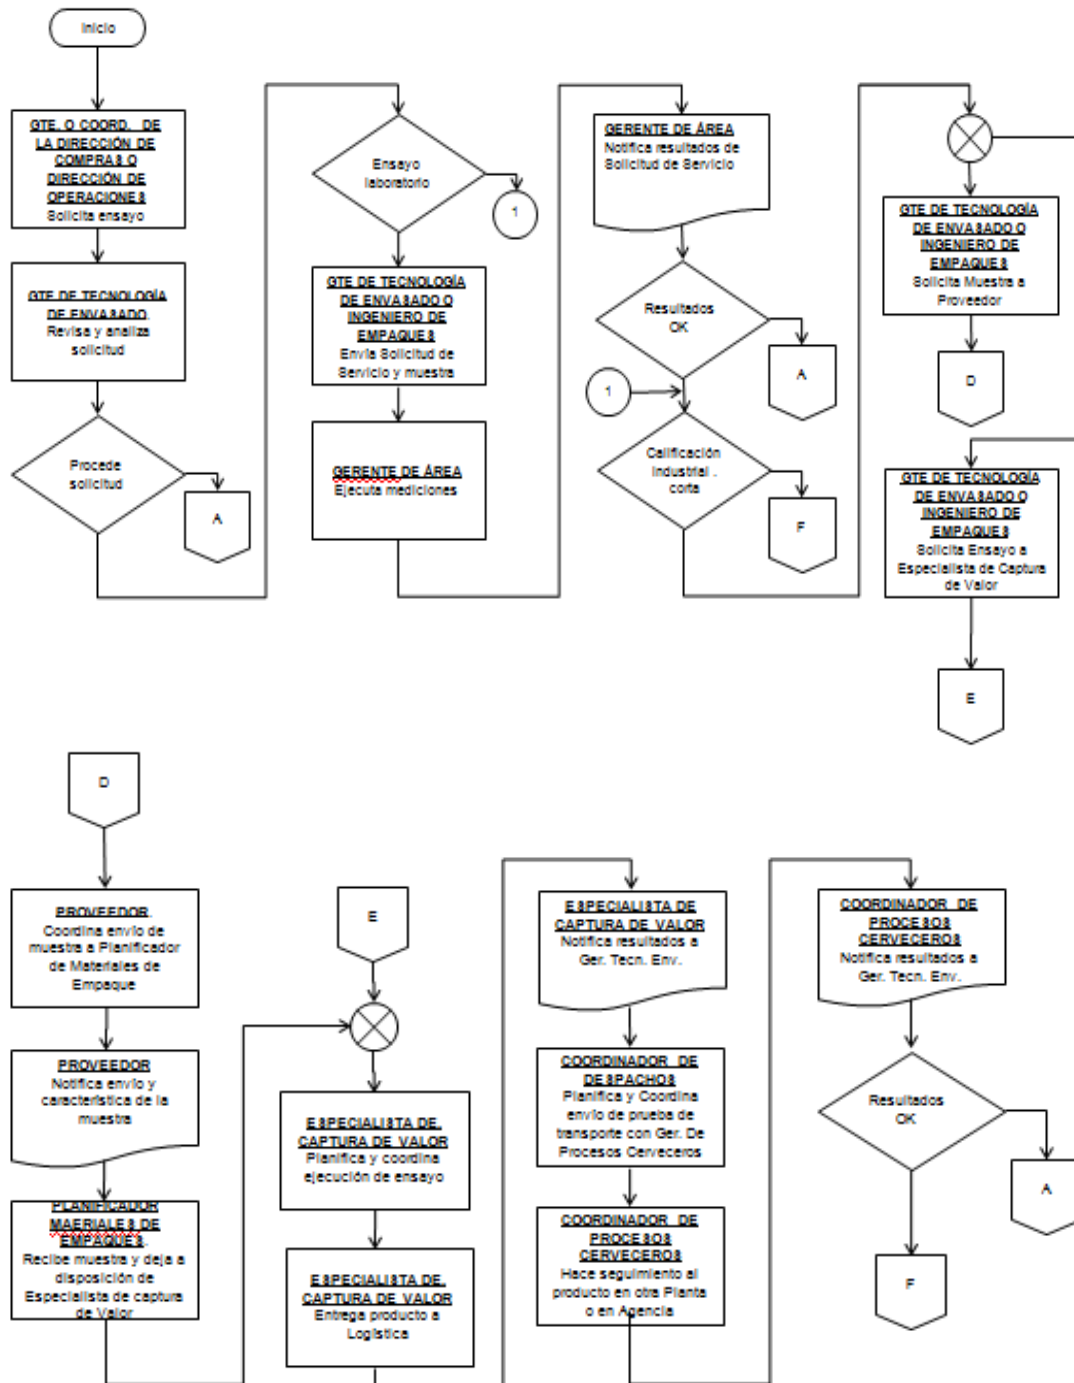 Inicio
GTE. O COORD. DE
LA DIRECCIÓN DE
COMPRAS O
DIRECCIÓN DE
OPERACIONES
Solicita ensayo
GTE DE TECNOLOGÍA
DE ENVASADO.
Revisa y analiza
solicitud
Procede
solicitud
A
Ensayo
laboratorio
1
GTE DE TECNOLOGÍA
DE ENVASADO O
INGENIERO DE
EMPAQUES
Envía Solicitud de
Servicio y muestra
GERENTE DE ÁREA
Ejecuta mediciones
GERENTE DE ÁREA
Notifica resultados de
Solicitud de Servicio
Resultados
OK
A
1
Calificación
Industrial .
corta
F
GTE DE TECNOLOGÍA
DE ENVASADO O
INGENIERO DE
EMPAQUES
Solicita Muestra a
Proveedor
D
GTE DE TECNOLOGÍA
DE ENVASADO O
INGENIERO DE
EMPAQUES
Solicita Ensayo a
Especialista de Captura
de Valor
E
D
PROVEEDOR.
Coordina envío de
muestra a Planificador
de Materiales de
Empaque
PROVEEDOR
Notifica envío y
característica de la
muestra
PLANIFICADOR
MAERIALES DE
EMPAQUES.
Recibe muestra y deja a
disposición de
Especialista de captura
de Valor
E
ESPECIALISTA DE.
CAPTURA DE VALOR
Planifica y coordina
ejecución de ensayo
ESPECIALISTA DE.
CAPTURA DE VALOR
Entrega producto a
Logística
ESPECIALISTA DE
CAPTURA DE VALOR
Notifica resultados a
Ger. Tecn. Env.
COORDINADOR DE
DESPACHOS
Planifica y Coordina
envío de prueba de
transporte con Ger. De
Procesos Cerveceros
COORDINADOR DE
PROCESOS
CERVECEROS
Hace seguimiento al
producto en otra Planta
o en Agencia
COORDINADOR DE
PROCESOS
CERVECEROS
Notifica resultados a
Ger. Tecn. Env.
Resultados
OK
A
F